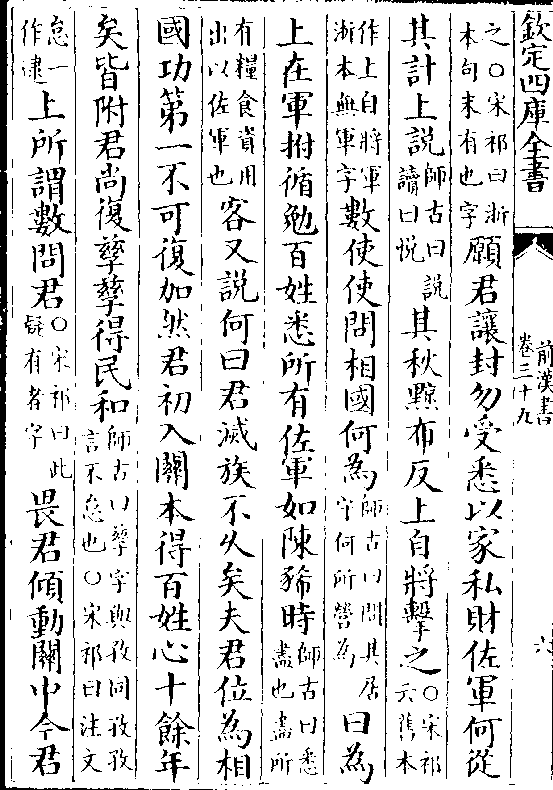 欽定四庫全書
前漢書
卷三十九
六
之○宋祁曰浙
本句末有也字
願君讓封勿受悉以家私財佐軍何從
其計上説
師古曰説
讀曰悦
其秋黥布反上自將擊之
○宋祁
云舊本
作上自將軍
浙本無軍字
數使使問相國何為
師古曰問其居
守何所營為
曰為
上在軍拊循勉百姓悉所有佐軍如陳豨時
師古曰悉
盡也盡所
有糧食資用
出以佐軍也
客又説何曰君滅族不久矣夫君位為相
國功第一不可復加然君初入關本得百姓心十餘年
矣皆附君尚復孳孳得民和
師古曰孳字與孜同孜孜
言不怠也○宋祁曰注文
怠一
作逮
上所謂數問君
○宋祁曰此
疑有者字
畏君傾動關中今君